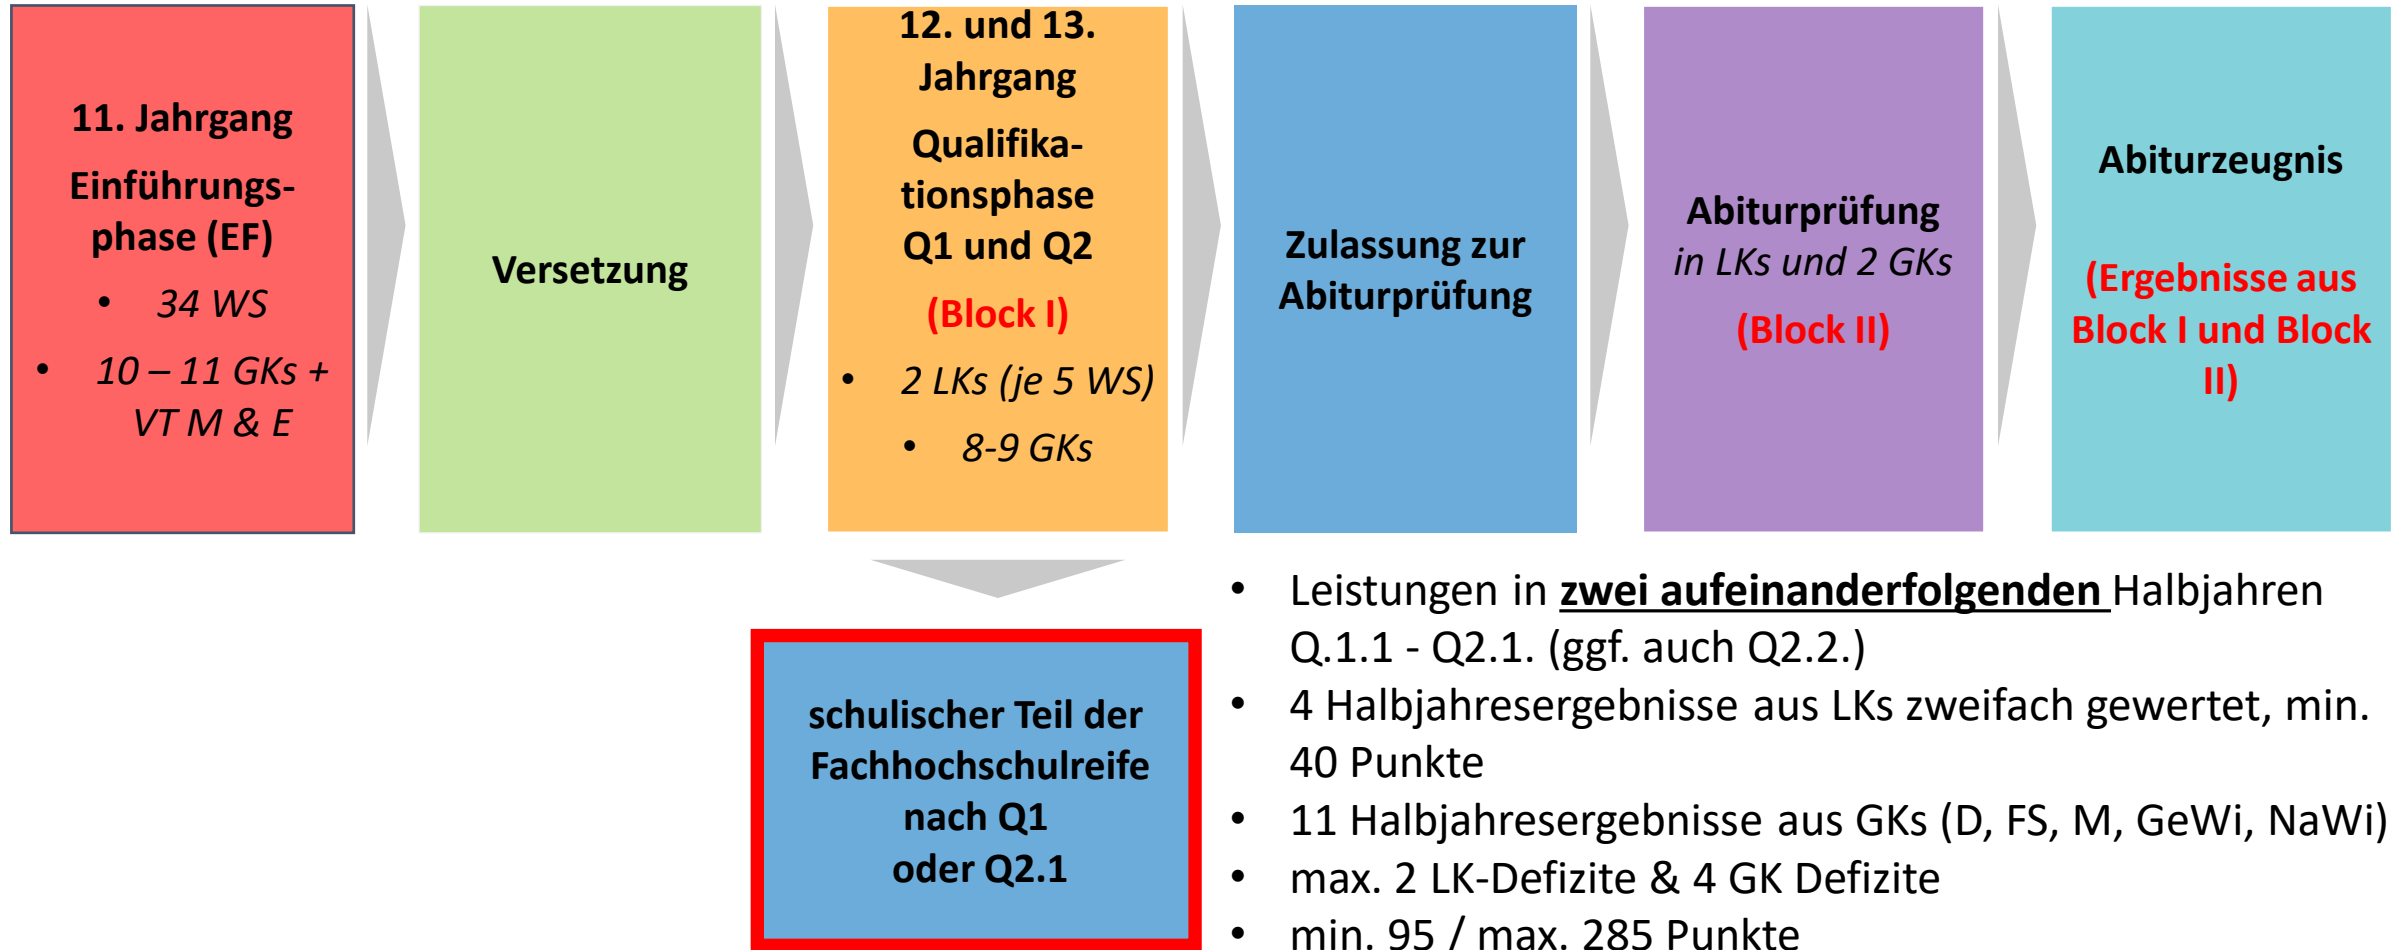 11. Jahrgang
Einführungs-
phase (EF)
• 34 WS
• 10 – 11 GKs +
VT M & E
Versetzung
12. und 13.
Jahrgang
Qualifika-
tionsphase
Q1 und Q2
(Block I)
• 2 LKs (je 5 WS)
• 8-9 GKs
Zulassung zur
Abiturprüfung
Abiturprüfung
in LKs und 2 GKs
(Block II)
Abiturzeugnis
(Ergebnisse aus
Block I und Block
II)
schulischer Teil der
Fachhochschulreife
nach Q1
oder Q2.1
• Leistungen in zwei aufeinanderfolgenden Halbjahren
Q.1.1 - Q2.1. (ggf. auch Q2.2.)
• 4 Halbjahresergebnisse aus LKs zweifach gewertet, min.
40 Punkte
• 11 Halbjahresergebnisse aus GKs (D, FS, M, GeWi, NaWi)
• max. 2 LK-Defizite & 4 GK Defizite
• min. 95 / max. 285 Punkte